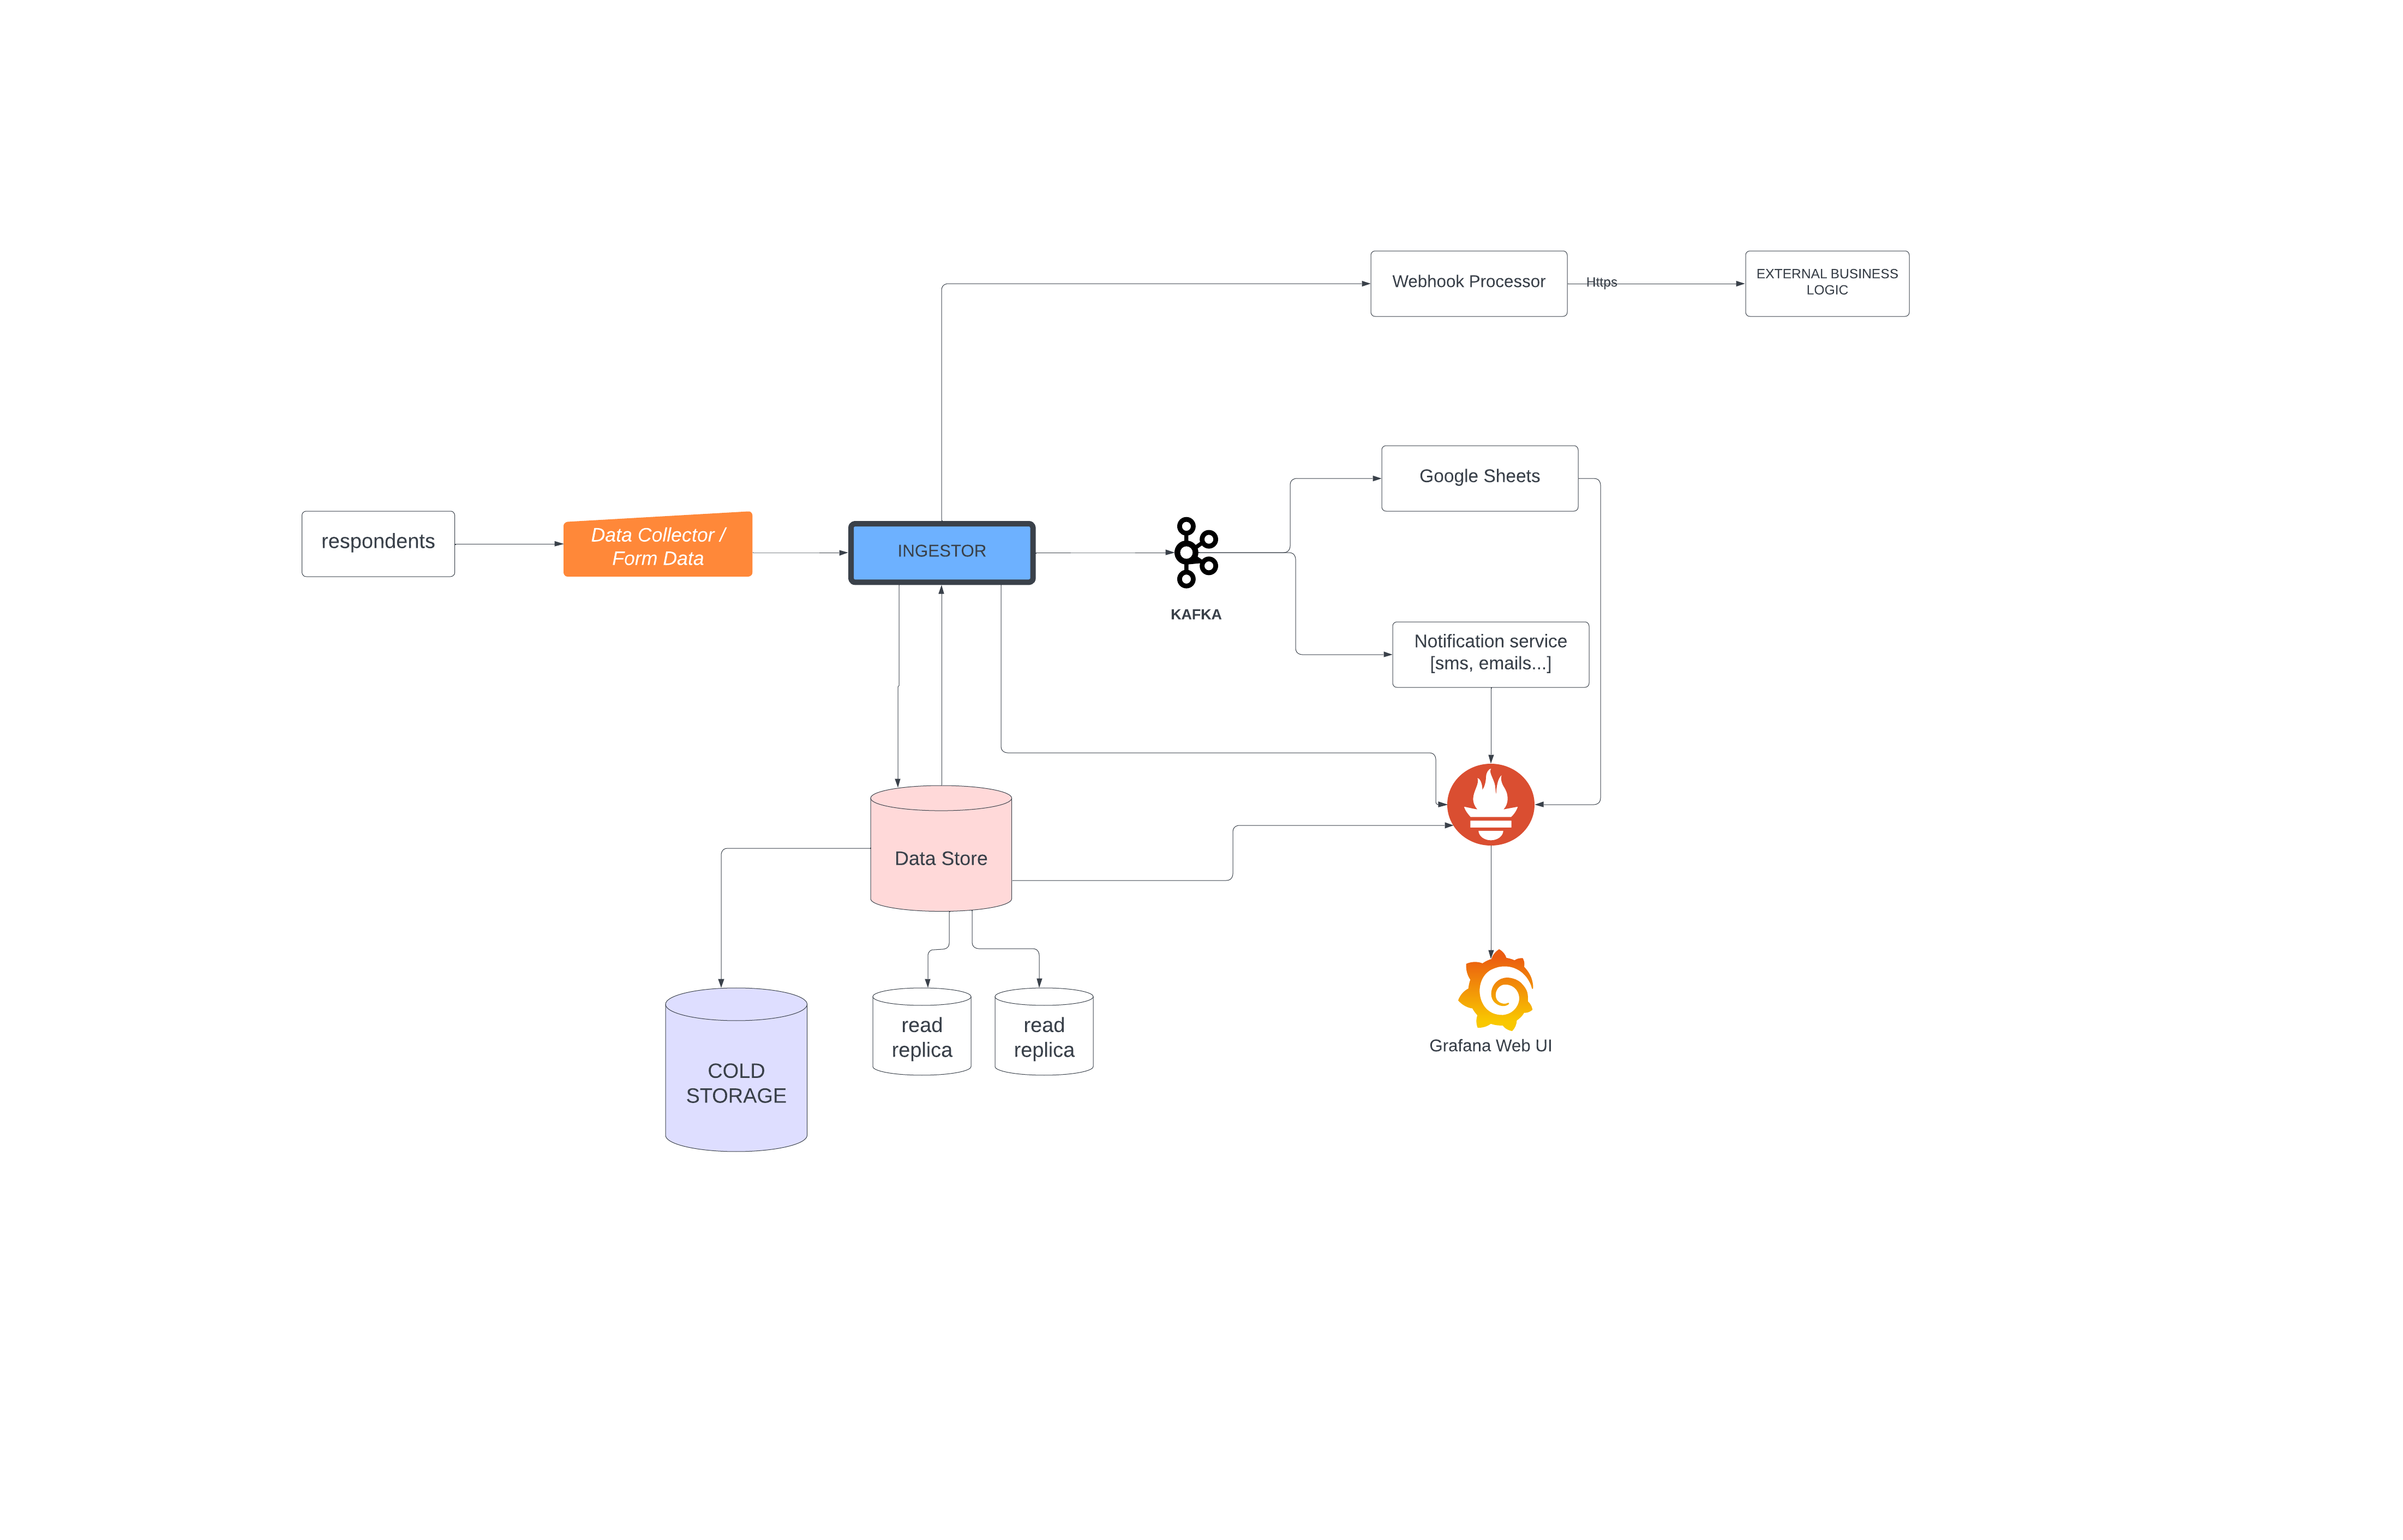 Webhook Processor
Https
EXTERNAL BUSINESS
LOGIC
Google Sheets
respondents
Data Collector /
Form Data
INGESTOR
KAFKA
Notification service
[sms, emails...]
Data Store
COLD
STORAGE
read
replica
read
replica
Grafana Web UI